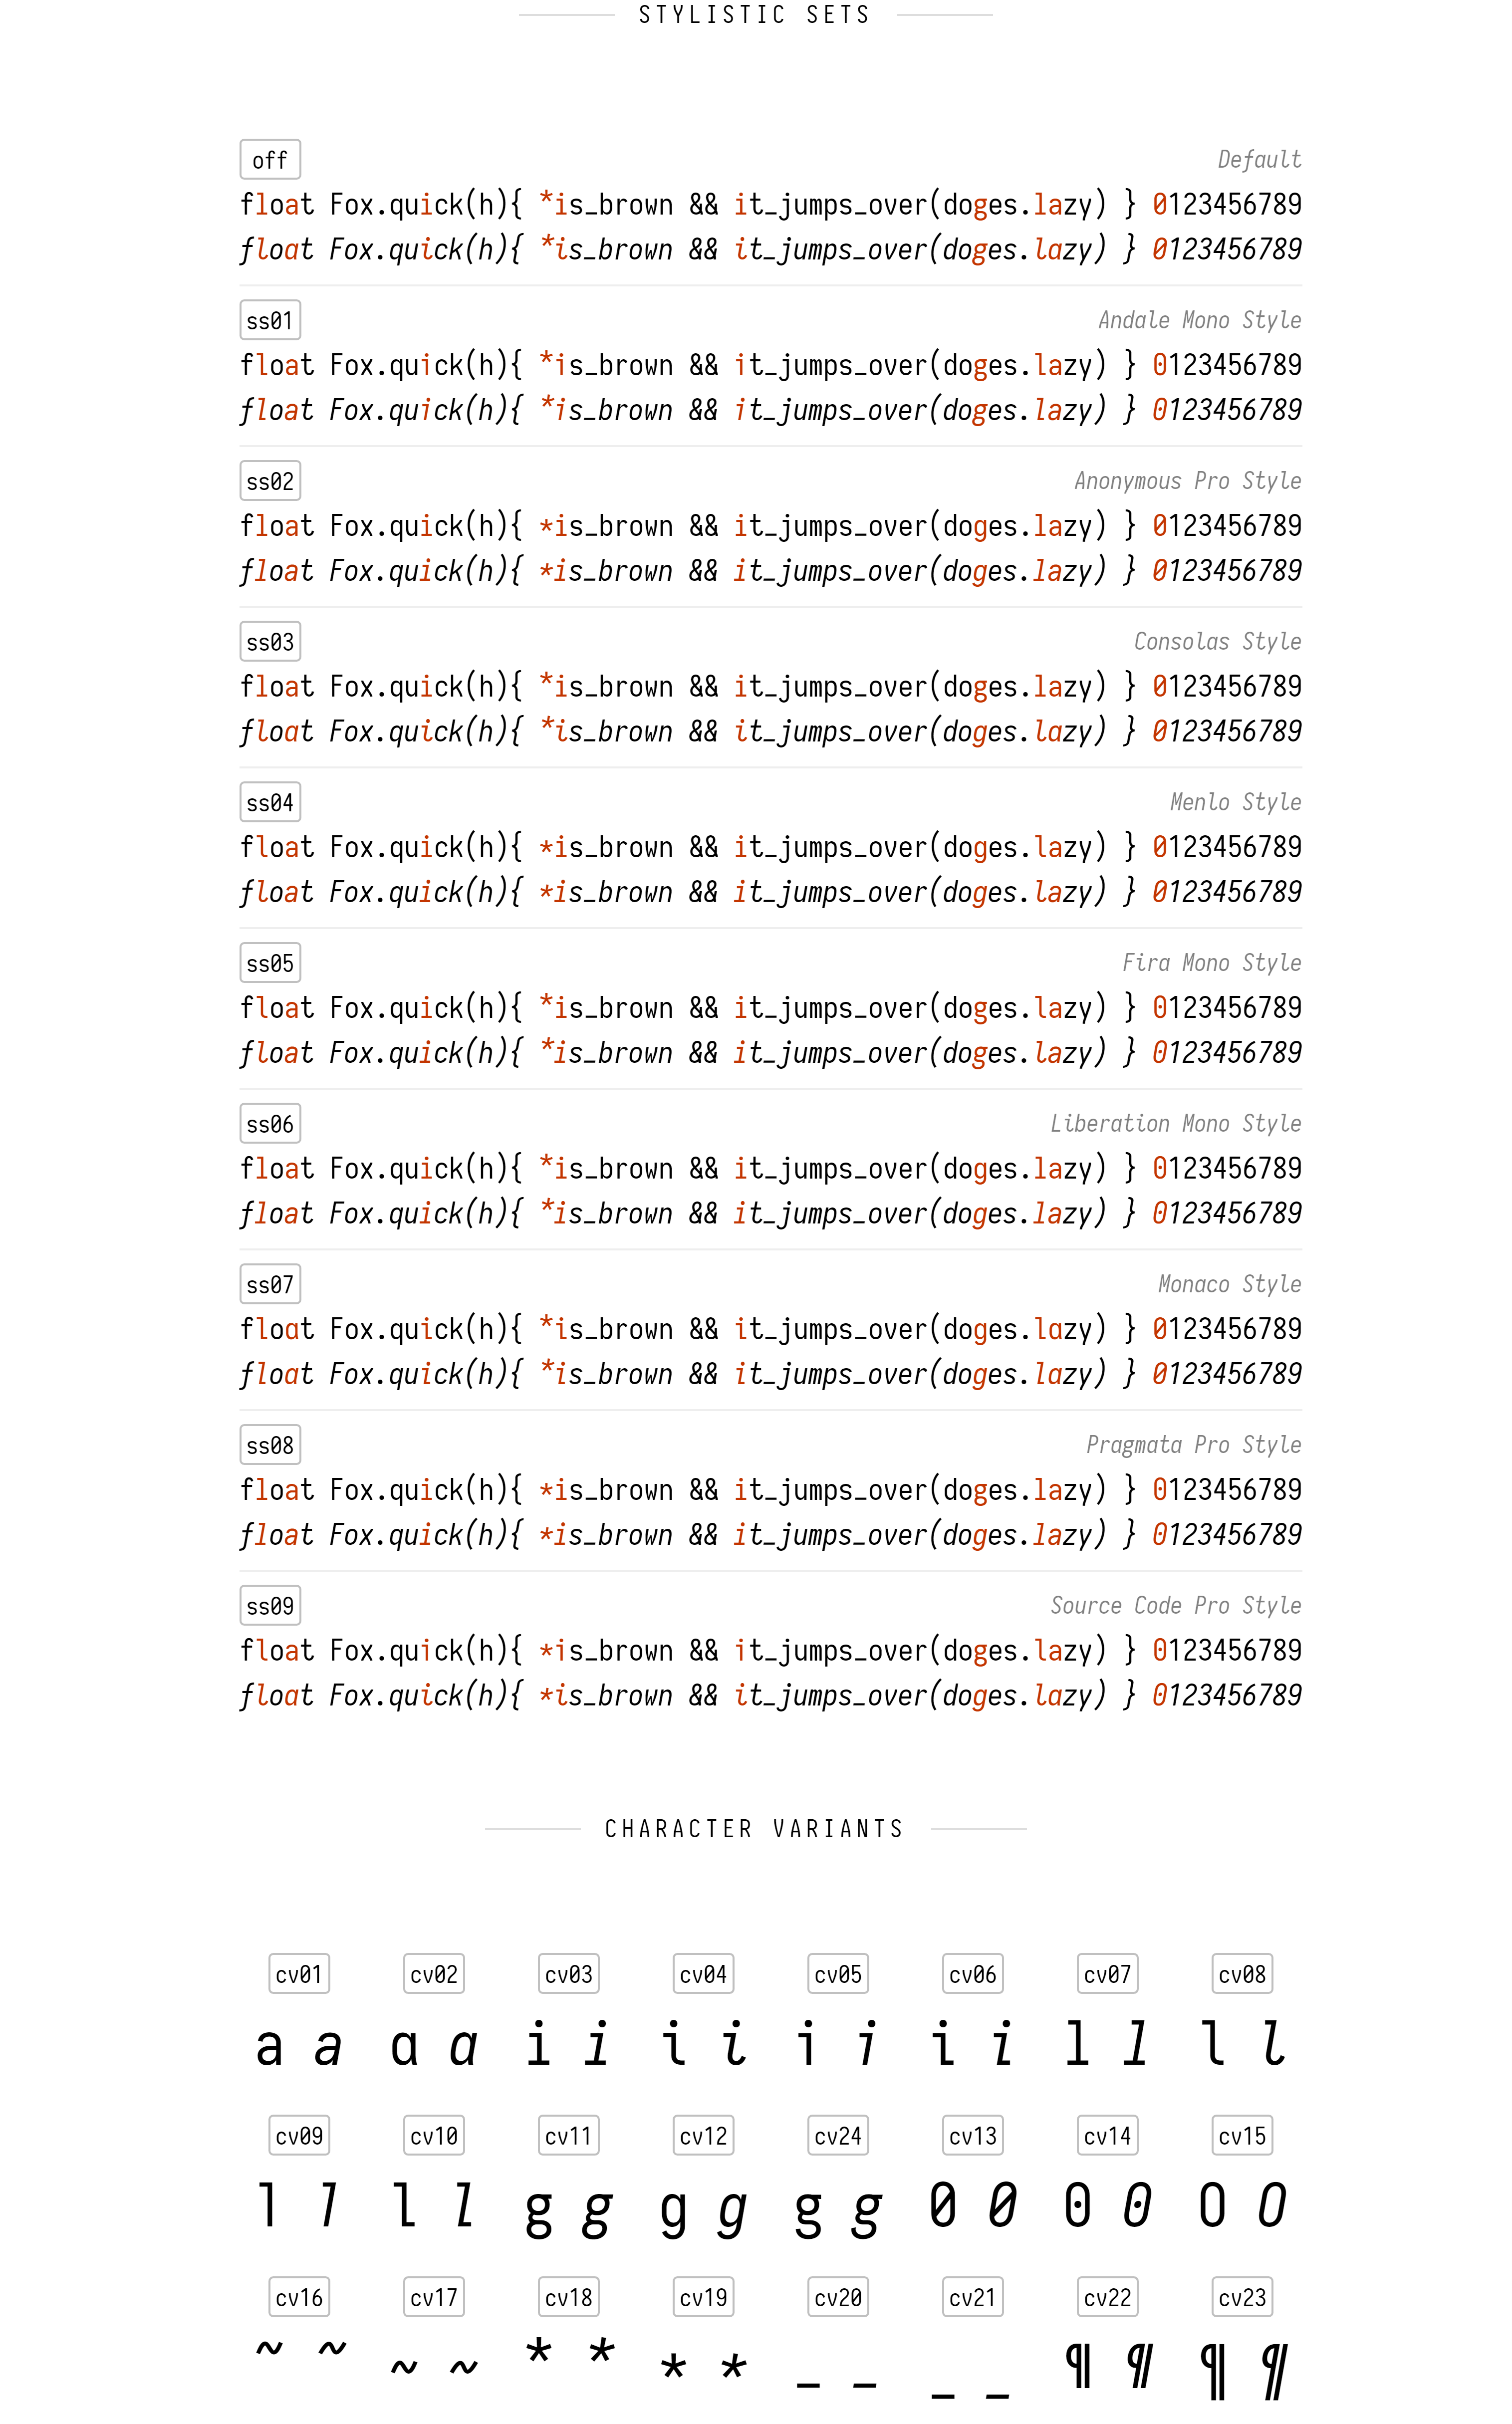 STYLISTIC SETS
off Default
float Fox.quick(h){ *is_brown && it_jumps_over(doges.lazy) } 0123456789
float Fox.quick(h){ *is_brown && it_jumps_over(doges.lazy) } 0123456789
ss01 Andale Mono Style
float Fox.quick(h){ *is_brown && it_jumps_over(doges.lazy) } 0123456789
float Fox.quick(h){ *is_brown && it_jumps_over(doges.lazy) } 0123456789
ss02 Anonymous Pro Style
float Fox.quick(h){ *is_brown && it_jumps_over(doges.lazy) } 0123456789
float Fox.quick(h){ *is_brown && it_jumps_over(doges.lazy) } 0123456789
ss03 Consolas Style
float Fox.quick(h){ *is_brown && it_jumps_over(doges.lazy) } 0123456789
float Fox.quick(h){ *is_brown && it_jumps_over(doges.lazy) } 0123456789
ss04 Menlo Style
float Fox.quick(h){ *is_brown && it_jumps_over(doges.lazy) } 0123456789
float Fox.quick(h){ *is_brown && it_jumps_over(doges.lazy) } 0123456789
ss05 Fira Mono Style
float Fox.quick(h){ *is_brown && it_jumps_over(doges.lazy) } 0123456789
float Fox.quick(h){ *is_brown && it_jumps_over(doges.lazy) } 0123456789
ss06 Liberation Mono Style
float Fox.quick(h){ *is_brown && it_jumps_over(doges.lazy) } 0123456789
float Fox.quick(h){ *is_brown && it_jumps_over(doges.lazy) } 0123456789
ss07 Monaco Style
float Fox.quick(h){ *is_brown && it_jumps_over(doges.lazy) } 0123456789
float Fox.quick(h){ *is_brown && it_jumps_over(doges.lazy) } 0123456789
ss08 Pragmata Pro Style
float Fox.quick(h){ *is_brown && it_jumps_over(doges.lazy) } 0123456789
float Fox.quick(h){ *is_brown && it_jumps_over(doges.lazy) } 0123456789
ss09 Source Code Pro Style
float Fox.quick(h){ *is_brown && it_jumps_over(doges.lazy) } 0123456789
float Fox.quick(h){ *is_brown && it_jumps_over(doges.lazy) } 0123456789
CHARACTER VARIANTS
cv01 cv02 cv03 cv04 cv05 cv06 cv07 cv08
a a a a i i i i i i i i l l l l
cv09 cv10 cv11 cv12 cv24 cv13 cv14 cv15
l l l l g g g g g g 0 0 0 0 0 0
cv16 cv17 cv18 cv19 cv20 cv21 cv22 cv23
~ ~ ~ ~ * * * * _ _ _ _ ¶ ¶ ¶ ¶